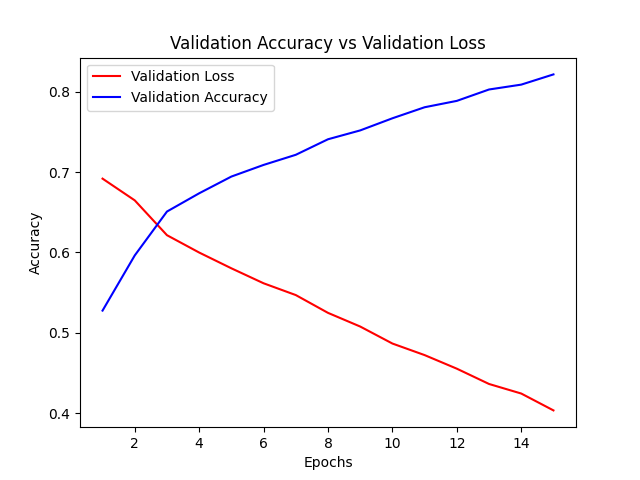 Validation Accuracy vs Validation Loss
Validation Loss
Validation Accuracy
0.8
0.7
0.6
0.5
0.4
Accuracy
2 4 6 8 10 12 14
Epochs